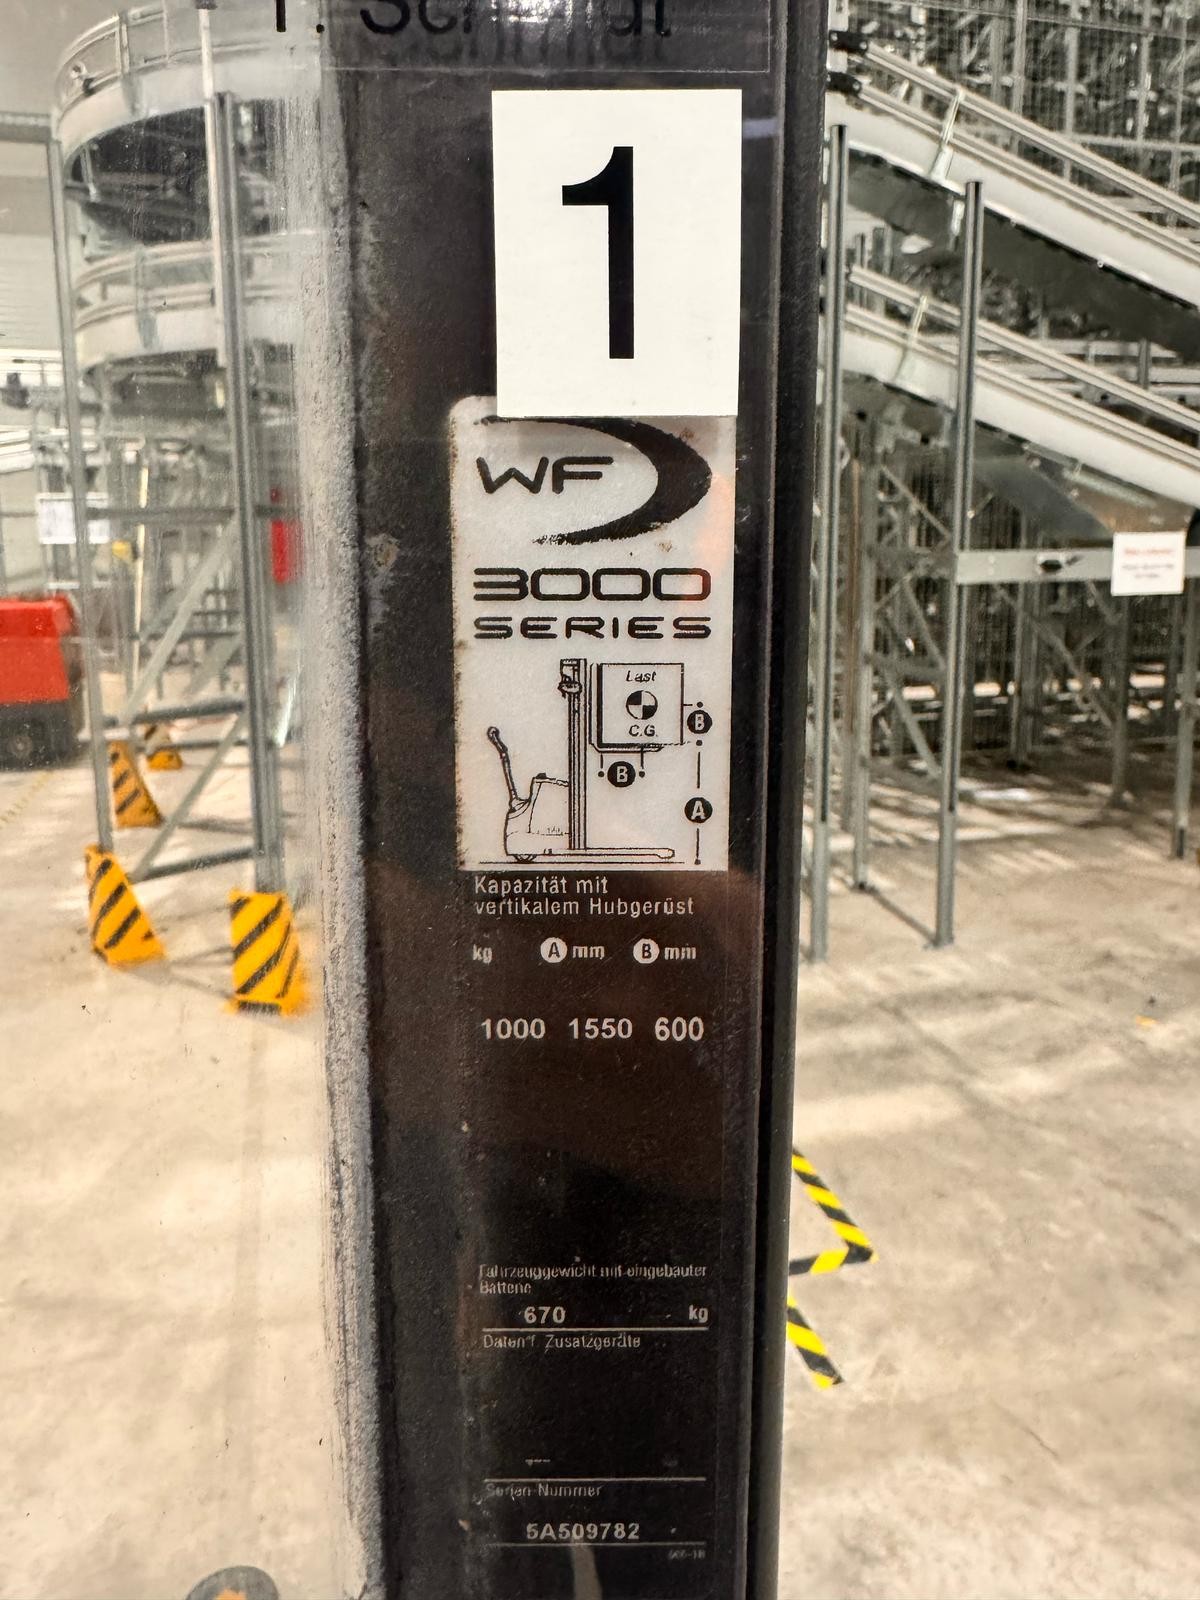 Schmidt
1
WF
3000
SERIES
Last
C.G.
B
B
A
Kapazität mit
vertikalem Hubgerüst
kg A mm B mm
1000 1550 600
Fahrzeuggewicht mit eingebauter
Batterie
670 kg
Daten f. Zusatzgeräte
---
Serien-Nummer
5A509782